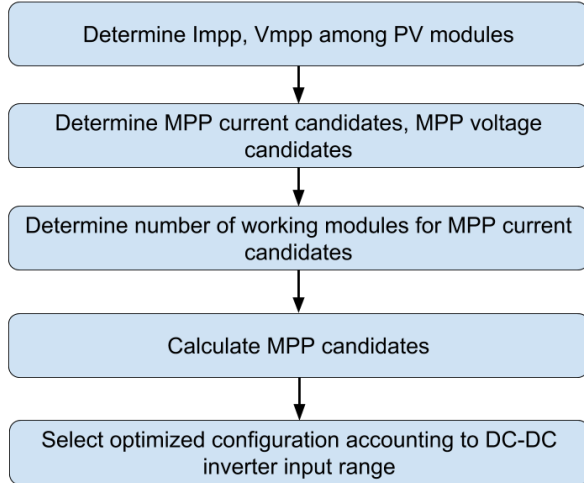 Determine Impp, Vmpp among PV modules
Determine MPP current candidates, MPP voltage
candidates
Determine number of working modules for MPP current
candidates
Calculate MPP candidates
Select optimized configuration accounting to DC-DC
inverter input range